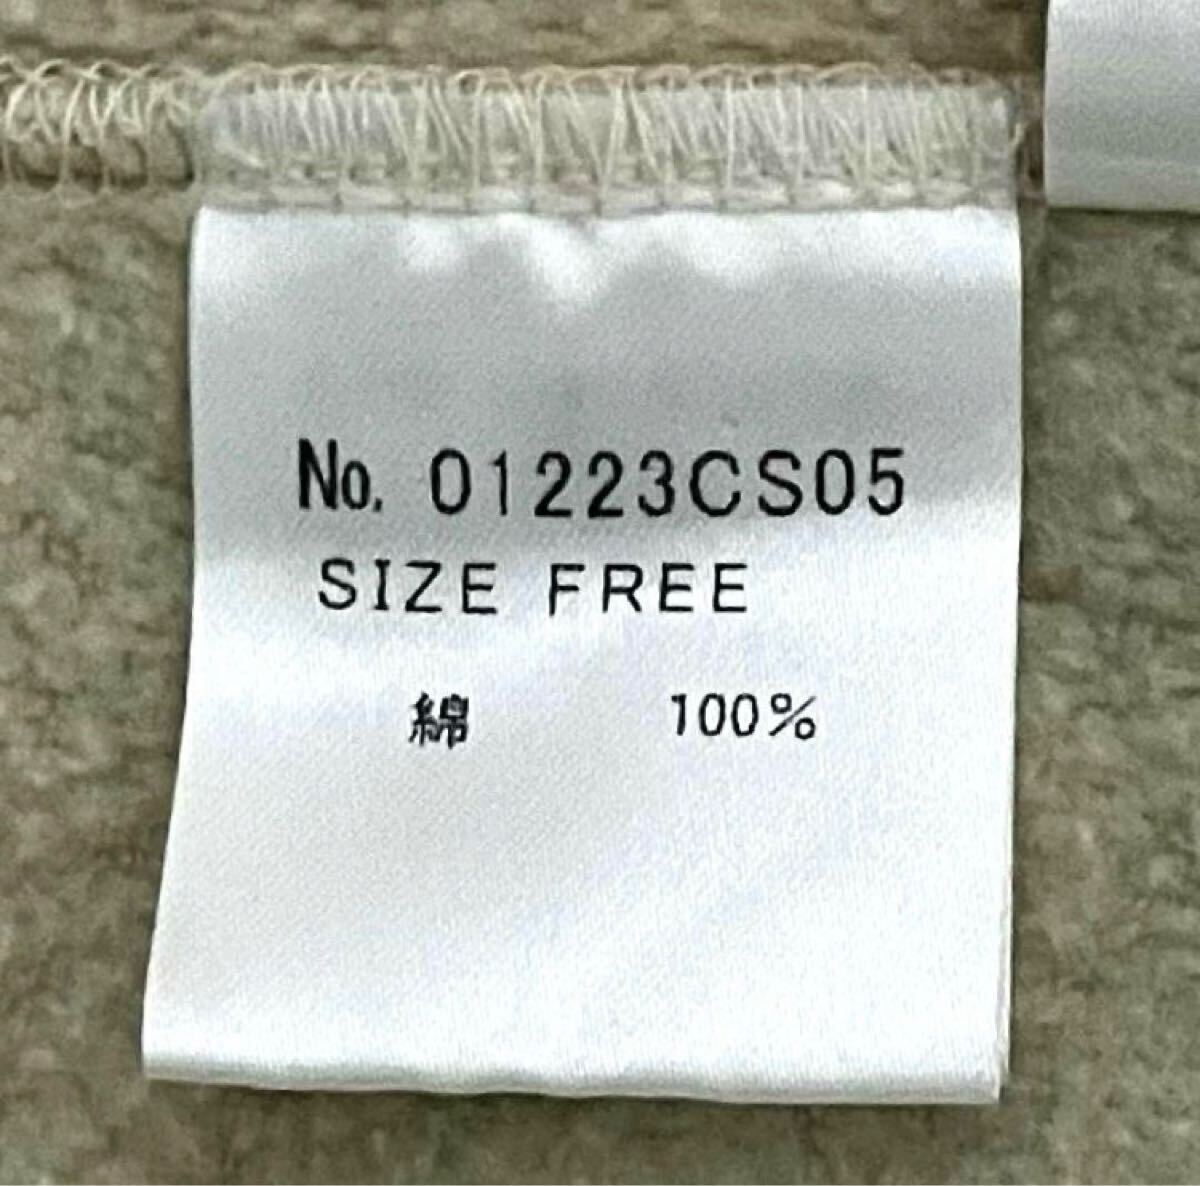 No. 01223CS05
SIZE FREE
綿 100%